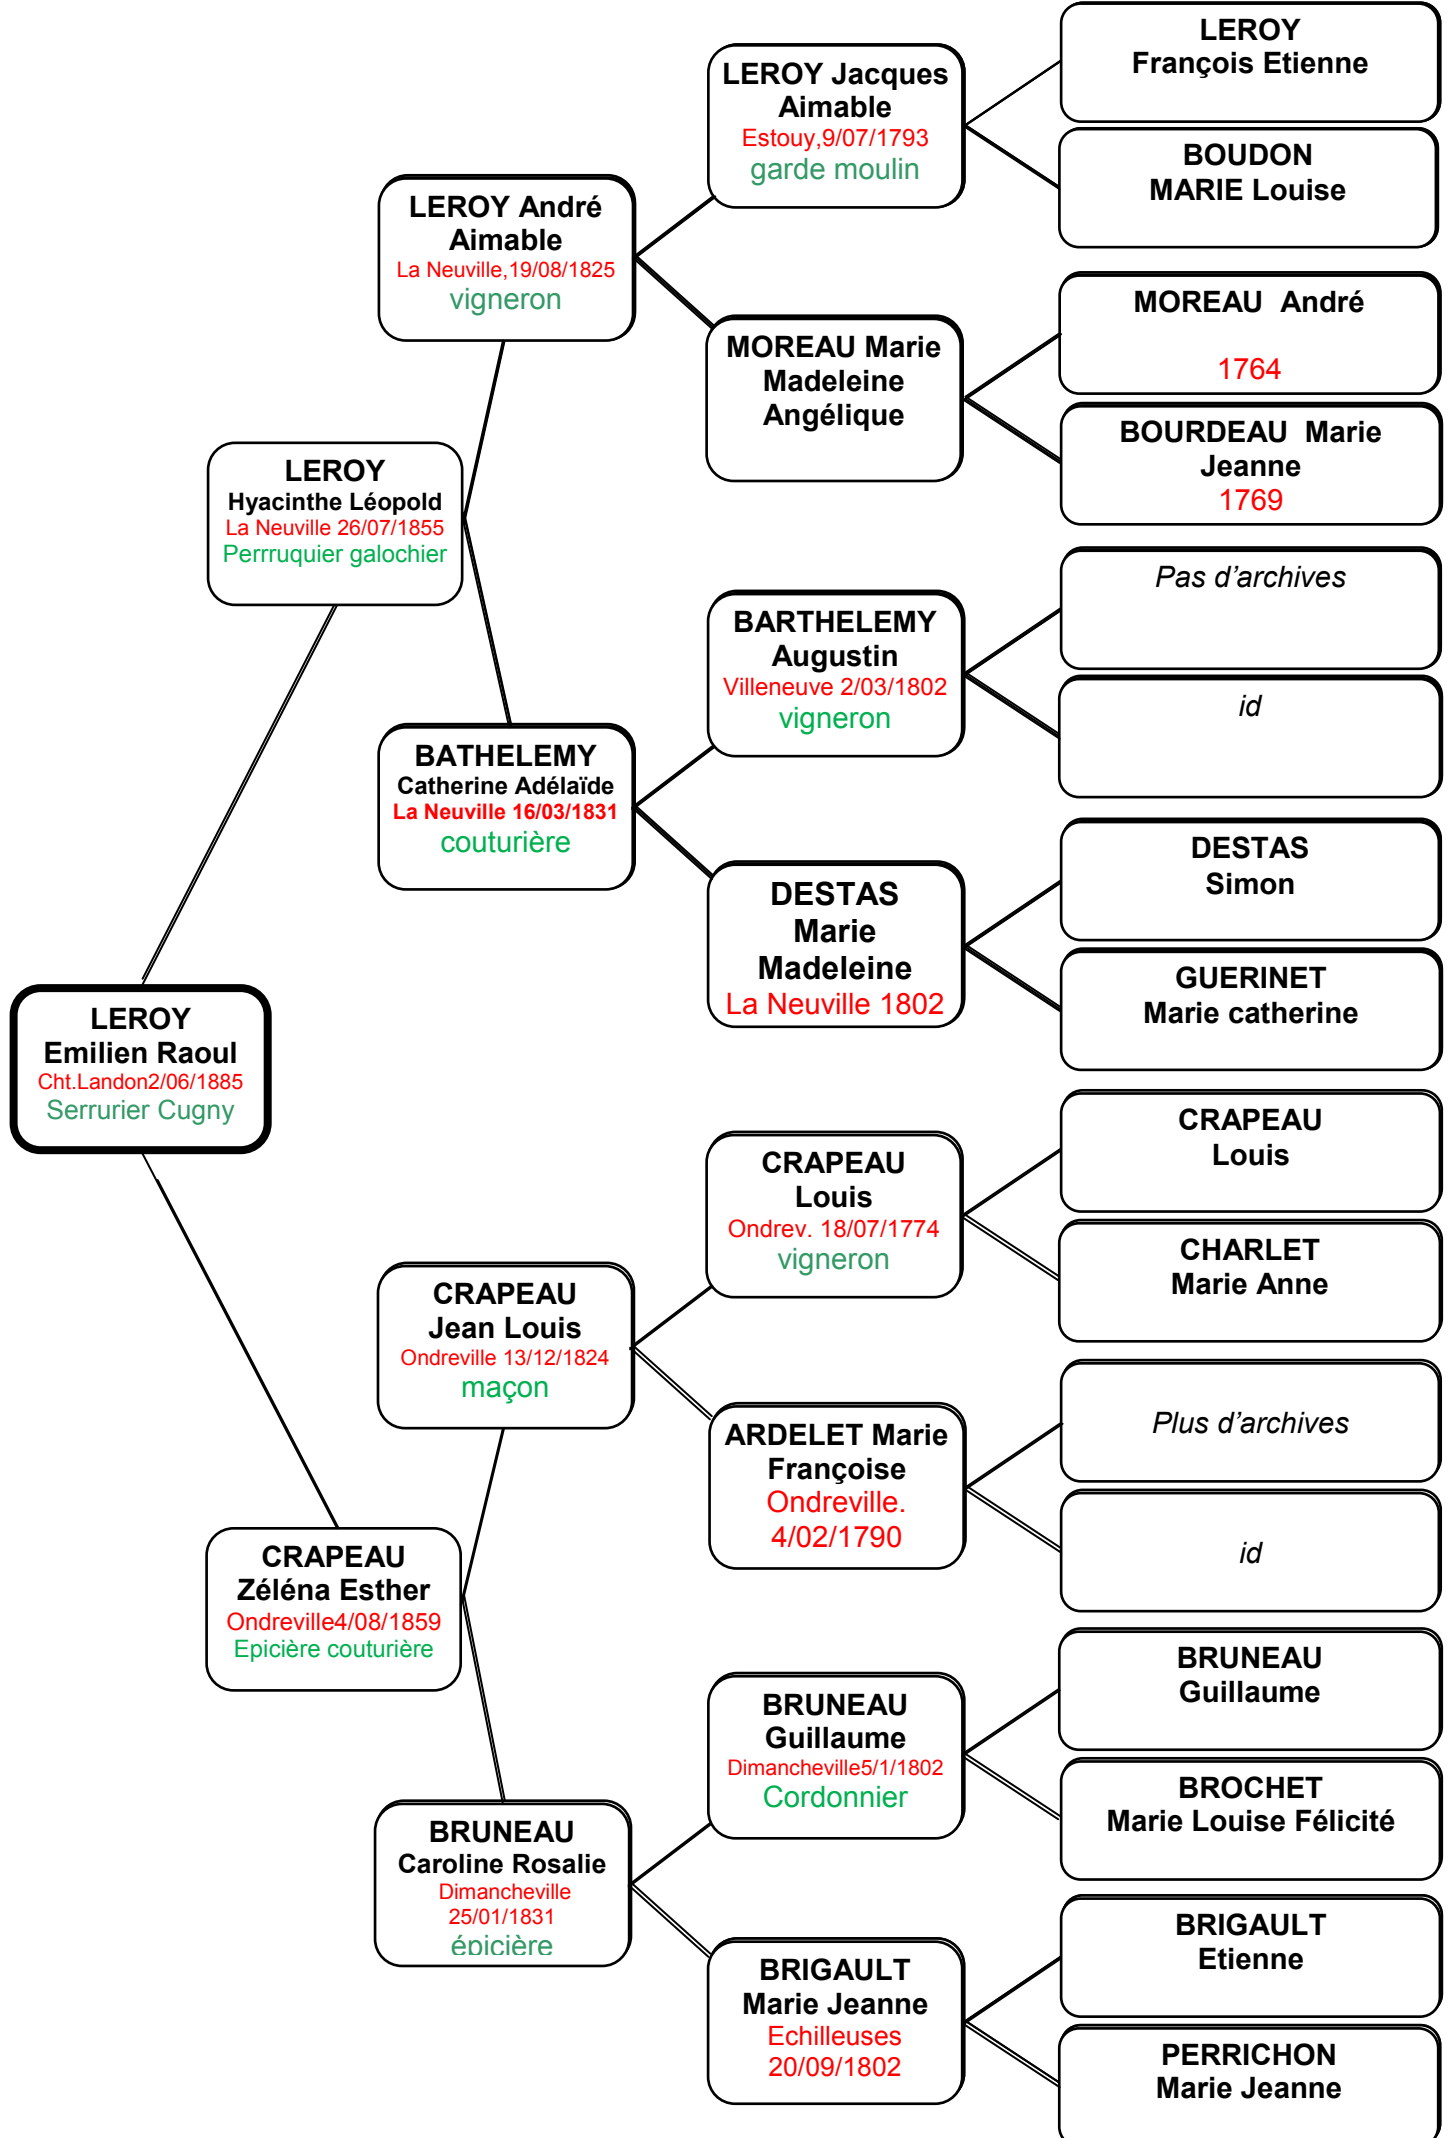 LEROY
Emilien Raoul
Cht.Landon2/06/1885
Serrurier Cugny
LEROY
Hyacinthe Léopold
La Neuville 26/07/1855
Perrruquier galochier
CRAPEAU
Zéléna Esther
Ondreville4/08/1859
Epicière couturière
LEROY André
Aimable
La Neuville,19/08/1825
vigneron
BATHELEMY
Catherine Adélaïde
La Neuville 16/03/1831
couturière
CRAPEAU
Jean Louis
Ondreville 13/12/1824
maçon
BRUNEAU
Caroline Rosalie
Dimancheville
25/01/1831
épicière
LEROY Jacques
Aimable
Estouy,9/07/1793
garde moulin
MOREAU Marie
Madeleine
Angélique
BARTHELEMY
Augustin
Villeneuve 2/03/1802
vigneron
DESTAS
Marie
Madeleine
La Neuville 1802
CRAPEAU
Louis
Ondrev. 18/07/1774
vigneron
ARDELET Marie
Françoise
Ondreville.
4/02/1790
BRUNEAU
Guillaume
Dimancheville5/1/1802
Cordonnier
BRIGAULT
Marie Jeanne
Echilleuses
20/09/1802
LEROY
François Etienne
BOUDON
MARIE Louise
MOREAU  André
1764
BOURDEAU  Marie
Jeanne
1769
Pas d’archives
id
DESTAS
Simon
GUERINET
Marie catherine
CRAPEAU
Louis
CHARLET
Marie Anne
Plus d’archives
id
BRUNEAU
Guillaume
BROCHET
Marie Louise Félicité
BRIGAULT
Etienne
PERRICHON
Marie Jeanne